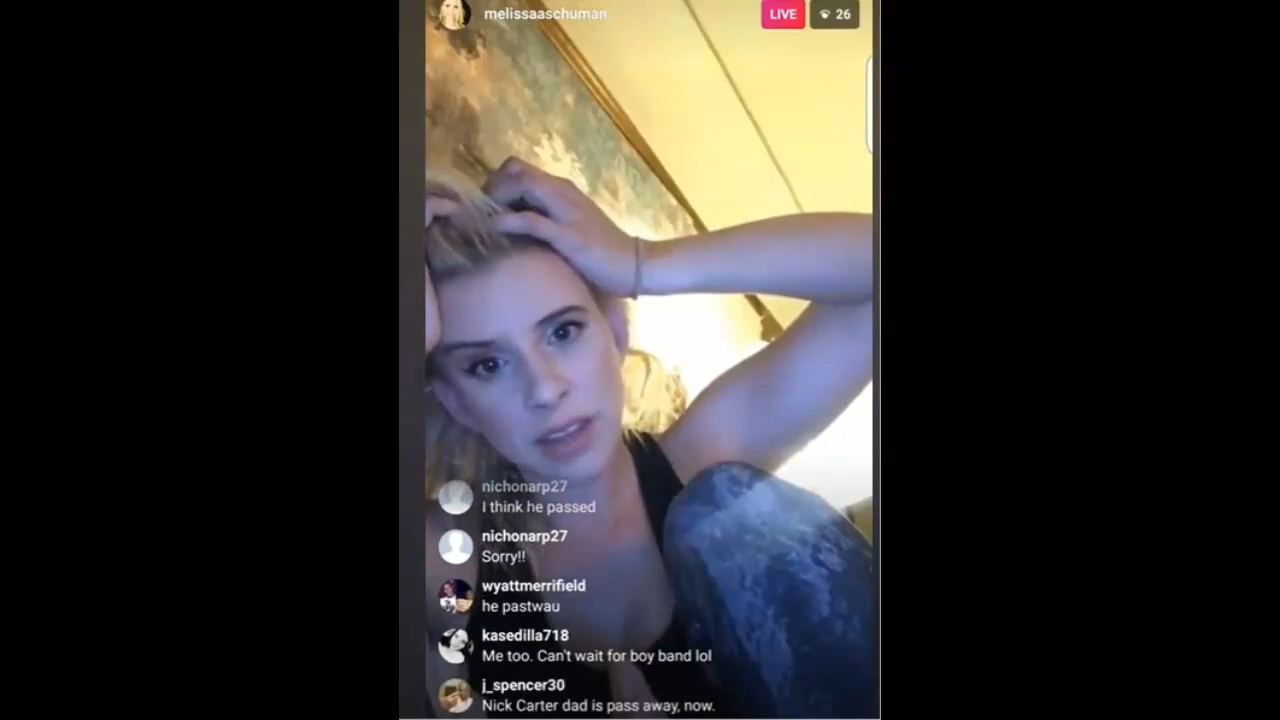 melissaaschuman
LIVE
26
nichonarp27
I think he passed
nichonarp27
Sorry!!
wyattmerrifield
he pastwau
kasedilla718
Me too. Can't wait for boy band lol
j_spencer30
Nick Carter dad is pass away, now.